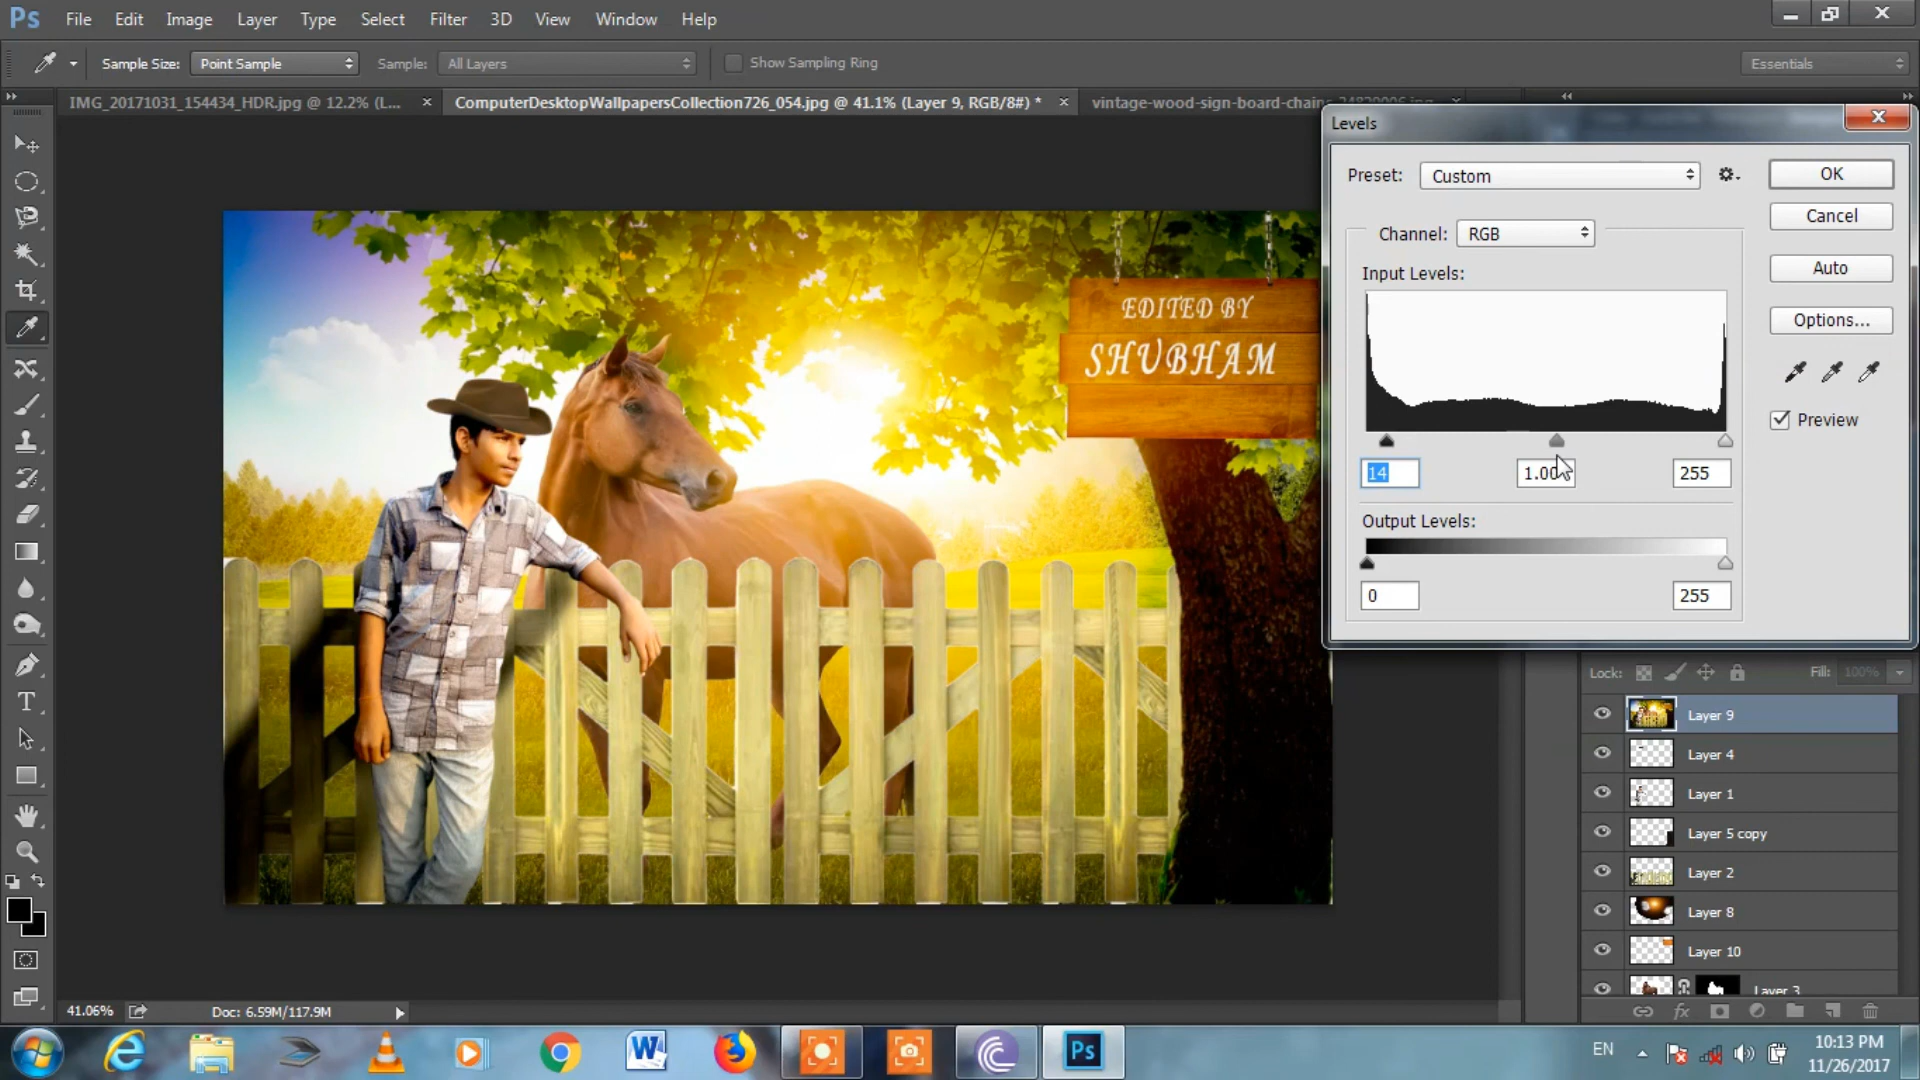 Ps File Edit Image Layer Type Select Filter 3D View Window Help
Sample Size: Point Sample Sample: All Layers Show Sampling Ring Essentials
IMG_20171031_154434_HDR.jpg @ 12.2% (L... × ComputerDesktopWallpapersCollection726_054.jpg @ 41.1% (Layer 9, RGB/8#) * × vintage-wood-sign-board-chains-
Levels
Preset: Custom OK
Cancel
Channel: RGB
Auto
Input Levels:
Options...
Preview
14 1.00 255
Output Levels:
0 255
EDITED BY
SHUBHAM
Lock: Fill: 100%
Layer 9
Layer 4
Layer 1
Layer 5 copy
Layer 2
Layer 8
Layer 10
Layer 3
41.06% Doc: 6.59M/117.9M
EN 10:13 PM
11/26/2017